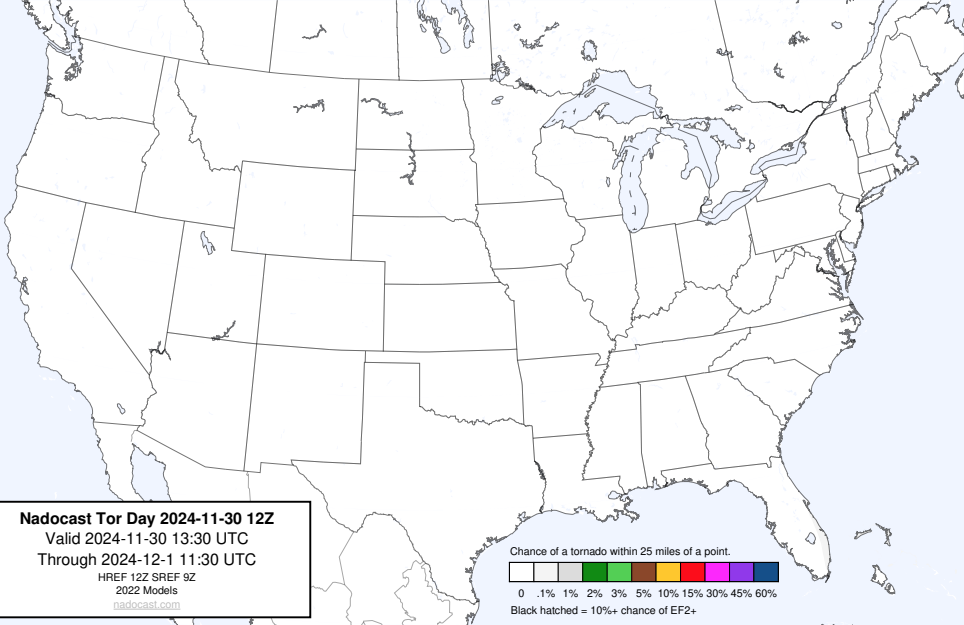 Nadocast Tor Day 2024-11-30 12Z
Valid 2024-11-30 13:30 UTC
Through 2024-12-1 11:30 UTC
HREF 12Z SREF 9Z
2022 Models
nadocast.com
Chance of a tornado within 25 miles of a point.
0 .1% 1% 2% 3% 5% 10% 15% 30% 45% 60%
Black hatched = 10%+ chance of EF2+